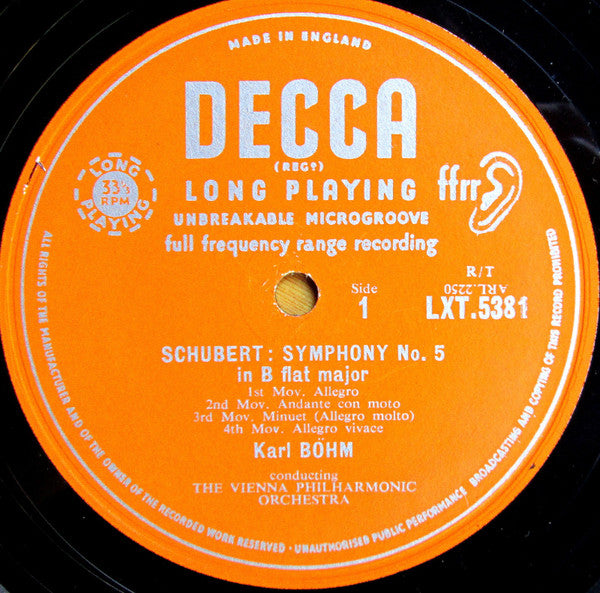 MADE IN ENGLAND
DECCA
(REGD)
LONG PLAYING
33⅓
RPM
LONG PLAYING
ffrr
UNBREAKABLE MICROGROOVE
full frequency range recording
R/T
ARL.2250
Side
1
LXT.5381
SCHUBERT: SYMPHONY No. 5
in B flat major
1st Mov. Allegro
2nd Mov. Andante con moto
3rd Mov. Minuet (Allegro molto)
4th Mov. Allegro vivace
Karl BÖHM
conducting
THE VIENNA PHILHARMONIC
ORCHESTRA
ALL RIGHTS OF THE MANUFACTURER AND OF THE OWNER OF THE RECORDED WORK RESERVED · UNAUTHORISED PUBLIC PERFORMANCE BROADCASTING AND COPYING OF THIS RECORD PROHIBITED